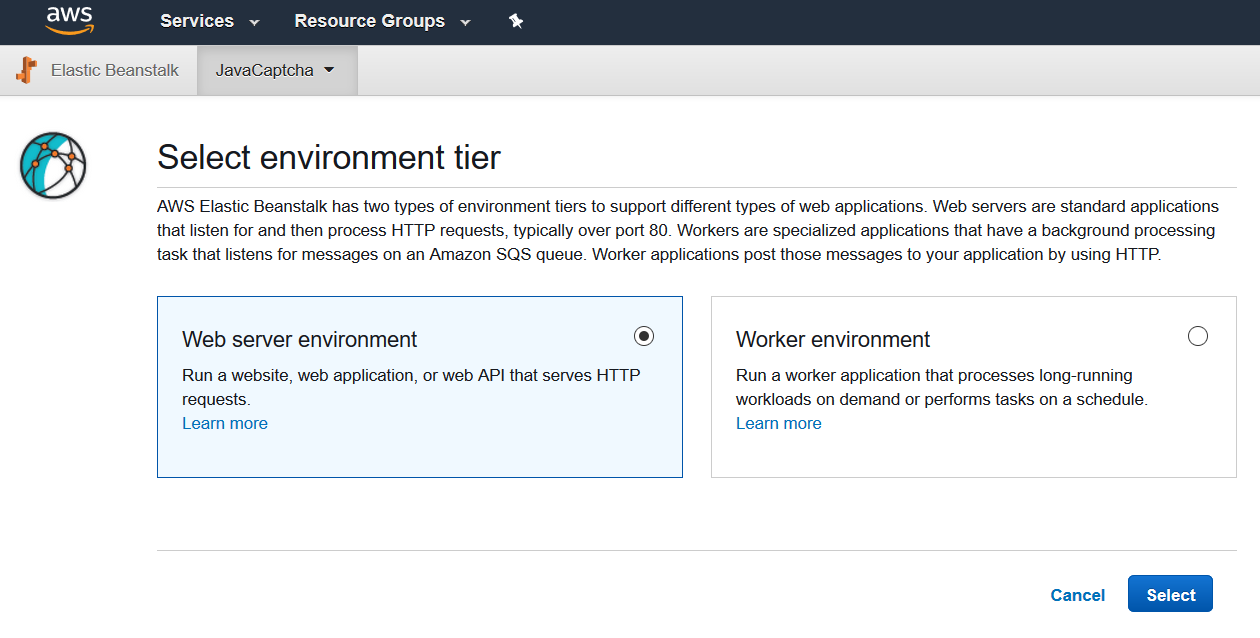 aws Services Resource Groups
Elastic Beanstalk JavaCaptcha
Select environment tier
AWS Elastic Beanstalk has two types of environment tiers to support different types of web applications. Web servers are standard applications
that listen for and then process HTTP requests, typically over port 80. Workers are specialized applications that have a background processing
task that listens for messages on an Amazon SQS queue. Worker applications post those messages to your application by using HTTP.
Web server environment
Run a website, web application, or web API that serves HTTP
requests.
Learn more
Worker environment
Run a worker application that processes long-running
workloads on demand or performs tasks on a schedule.
Learn more
Cancel Select